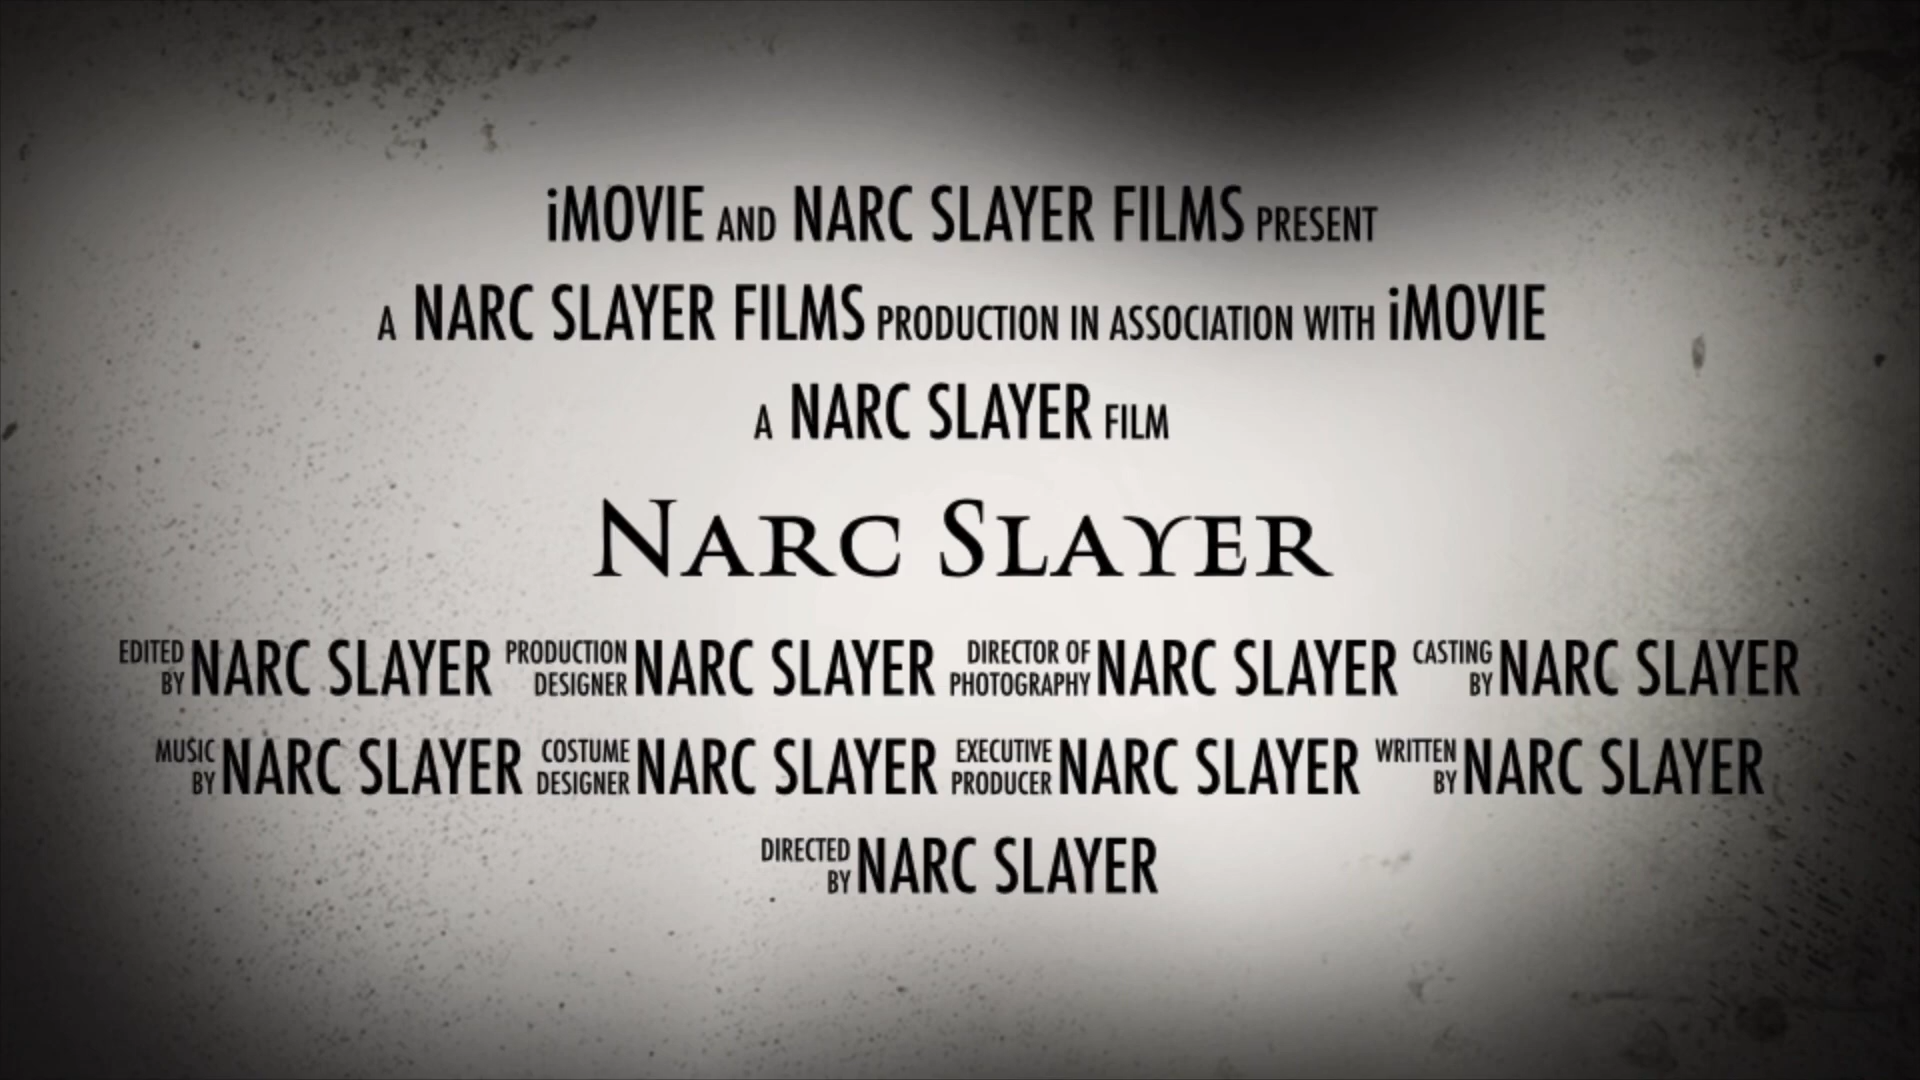 iMOVIE AND NARC SLAYER FILMS PRESENT
A NARC SLAYER FILMS PRODUCTION IN ASSOCIATION WITH iMOVIE
A NARC SLAYER FILM
NARC SLAYER
EDITED BY NARC SLAYER PRODUCTION DESIGNER NARC SLAYER DIRECTOR OF PHOTOGRAPHY NARC SLAYER CASTING BY NARC SLAYER
MUSIC BY NARC SLAYER COSTUME DESIGNER NARC SLAYER EXECUTIVE PRODUCER NARC SLAYER WRITTEN BY NARC SLAYER
DIRECTED BY NARC SLAYER